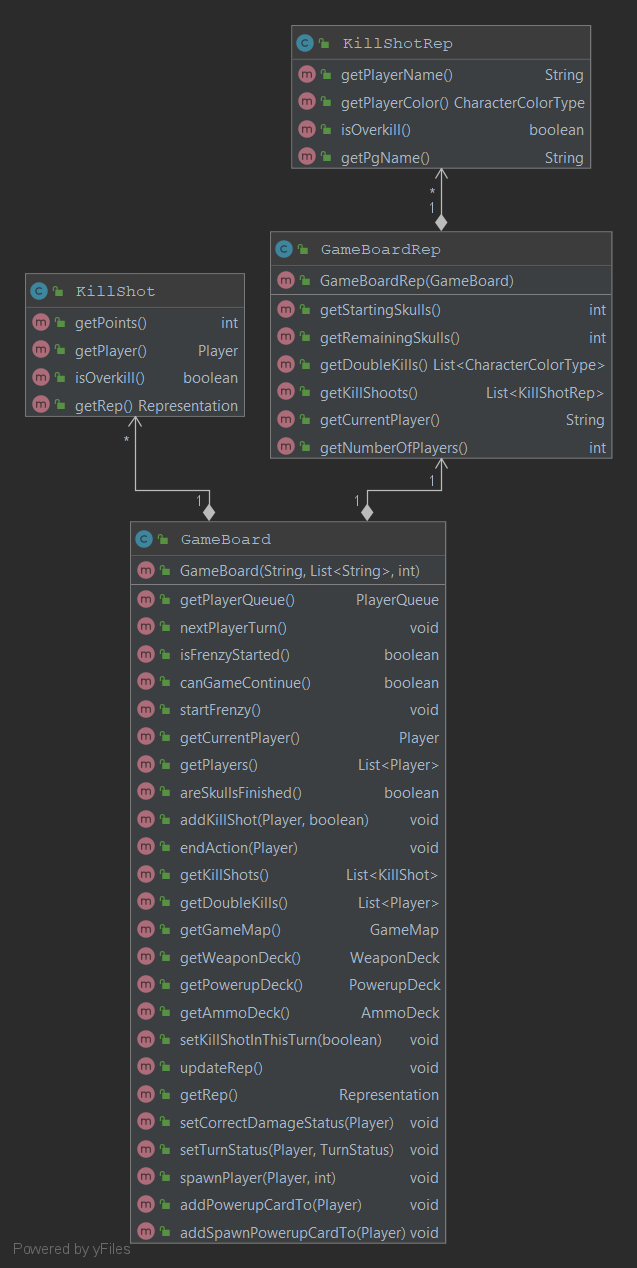 KillShotRep
getPlayerName() String
getPlayerColor() CharacterColorType
isOverkill() boolean
getPgName() String
*
1
GameBoardRep
GameBoardRep(GameBoard)
getStartingSkulls() int
getRemainingSkulls() int
getDoubleKills() List<CharacterColorType>
getKillShoots() List<KillShotRep>
getCurrentPlayer() String
getNumberOfPlayers() int
KillShot
getPoints() int
getPlayer() Player
isOverkill() boolean
getRep() Representation
*
1
1
1
GameBoard
GameBoard(String, List<String>, int)
getPlayerQueue() PlayerQueue
nextPlayerTurn() void
isFrenzyStarted() boolean
canGameContinue() boolean
startFrenzy() void
getCurrentPlayer() Player
getPlayers() List<Player>
areSkullsFinished() boolean
addKillShot(Player, boolean) void
endAction(Player) void
getKillShots() List<KillShot>
getDoubleKills() List<Player>
getGameMap() GameMap
getWeaponDeck() WeaponDeck
getPowerupDeck() PowerupDeck
getAmmoDeck() AmmoDeck
setKillShotInThisTurn(boolean) void
updateRep() void
getRep() Representation
setCorrectDamageStatus(Player) void
setTurnStatus(Player, TurnStatus) void
spawnPlayer(Player, int) void
addPowerupCardTo(Player) void
addSpawnPowerupCardTo(Player) void
Powered by yFiles